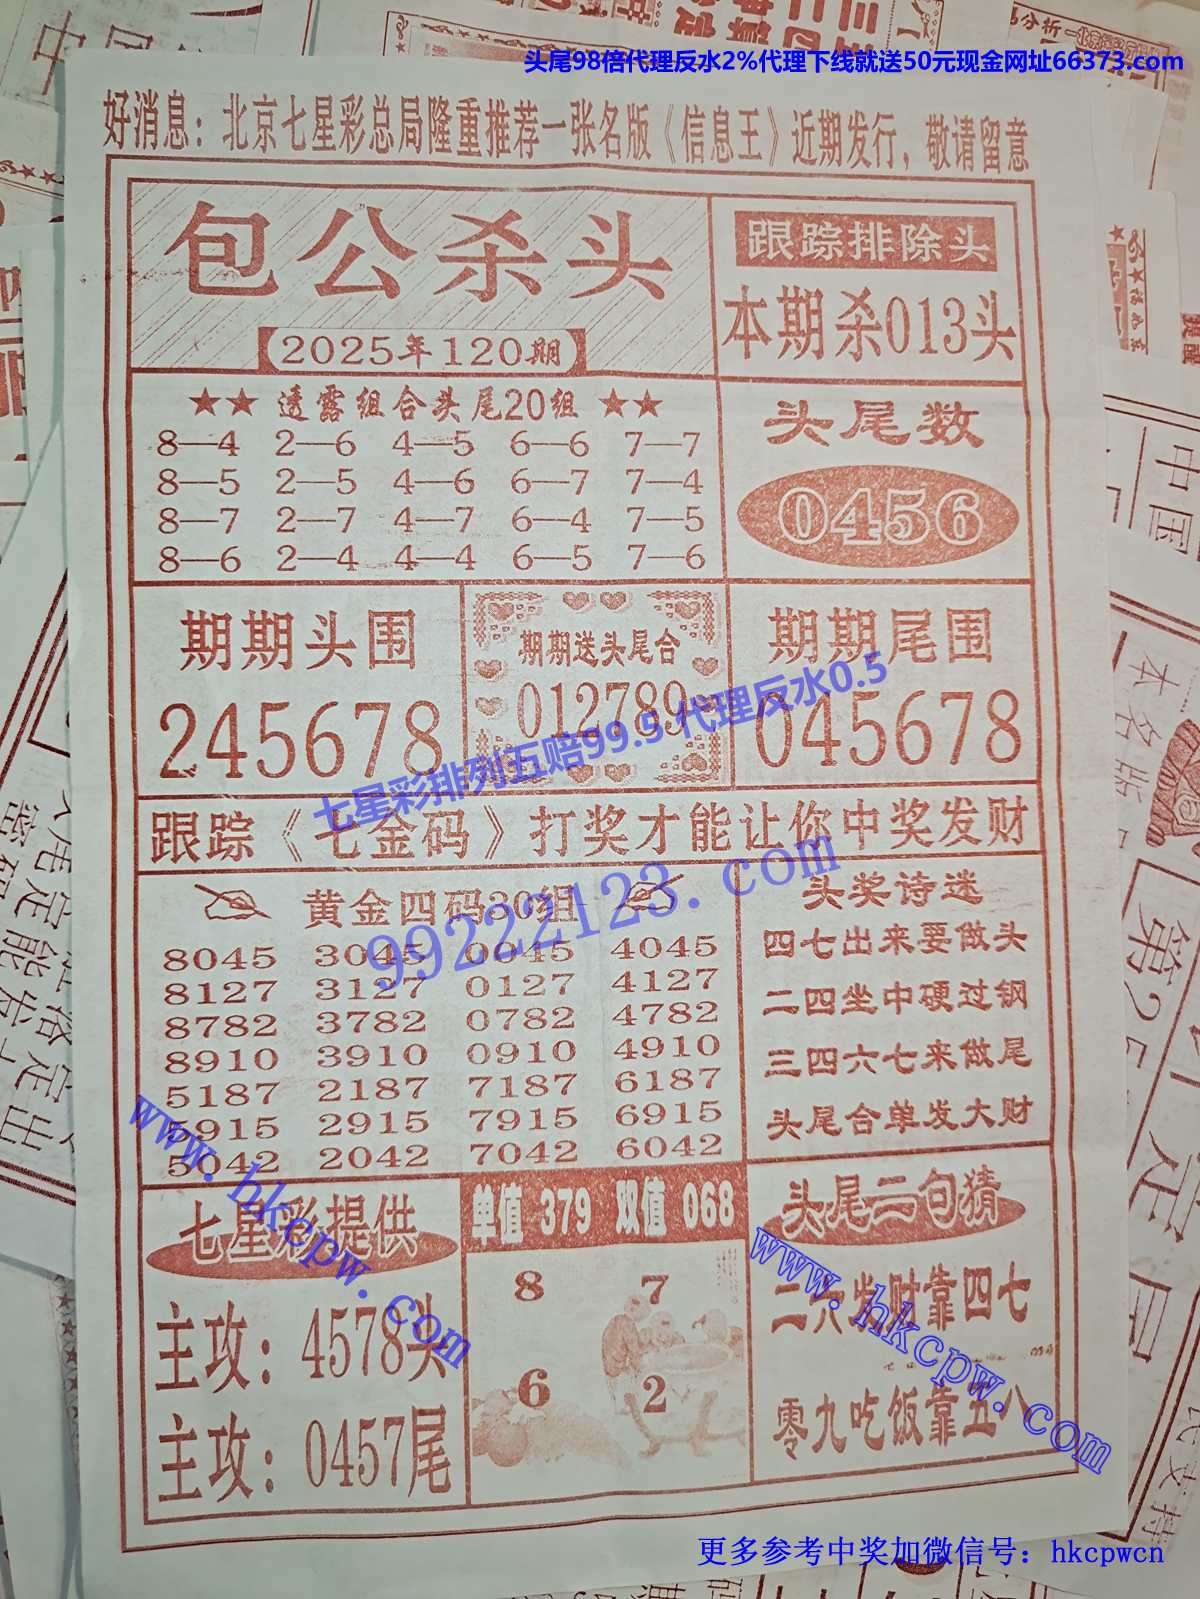 头尾98倍代理反水2%代理下线就送50元现金网址66373.com
好消息：北京七星彩总局隆重推荐一张名版《信息王》近期发行，敬请留意
包公杀头
【2025年120期】
跟踪排除头
本期杀013头
★★ 透露组合头尾20组 ★★
8—4 2—6 4—5 6—6 7—7
8—5 2—5 4—6 6—7 7—4
8—7 2—7 4—7 6—4 7—5
8—6 2—4 4—4 6—5 7—6
头尾数
0456
期期头围
245678
期期送头尾合
012789
期期尾围
045678
七星彩排列五赔99.5 代理反水0.5
跟踪《七金码》打奖才能让你中奖发财
99222123.com
黄金四码30组
8045 3045 0045 4045
8127 3127 0127 4127
8782 3782 0782 4782
8910 3910 0910 4910
5187 2187 7187 6187
5915 2915 7915 6915
5042 2042 7042 6042
头奖诗迷
四七出来要做头
二四坐中硬过钢
三四六七来做尾
头尾合单发大财
www.hkcpw.com
七星彩提供
主攻：4578头
主攻：0457尾
单值 379 双值 068
8 7
6 2
头尾二句猜
二六发财靠四七
零九吃饭靠五八
www.hkcpw.com
更多参考中奖加微信号：hkcpwcn